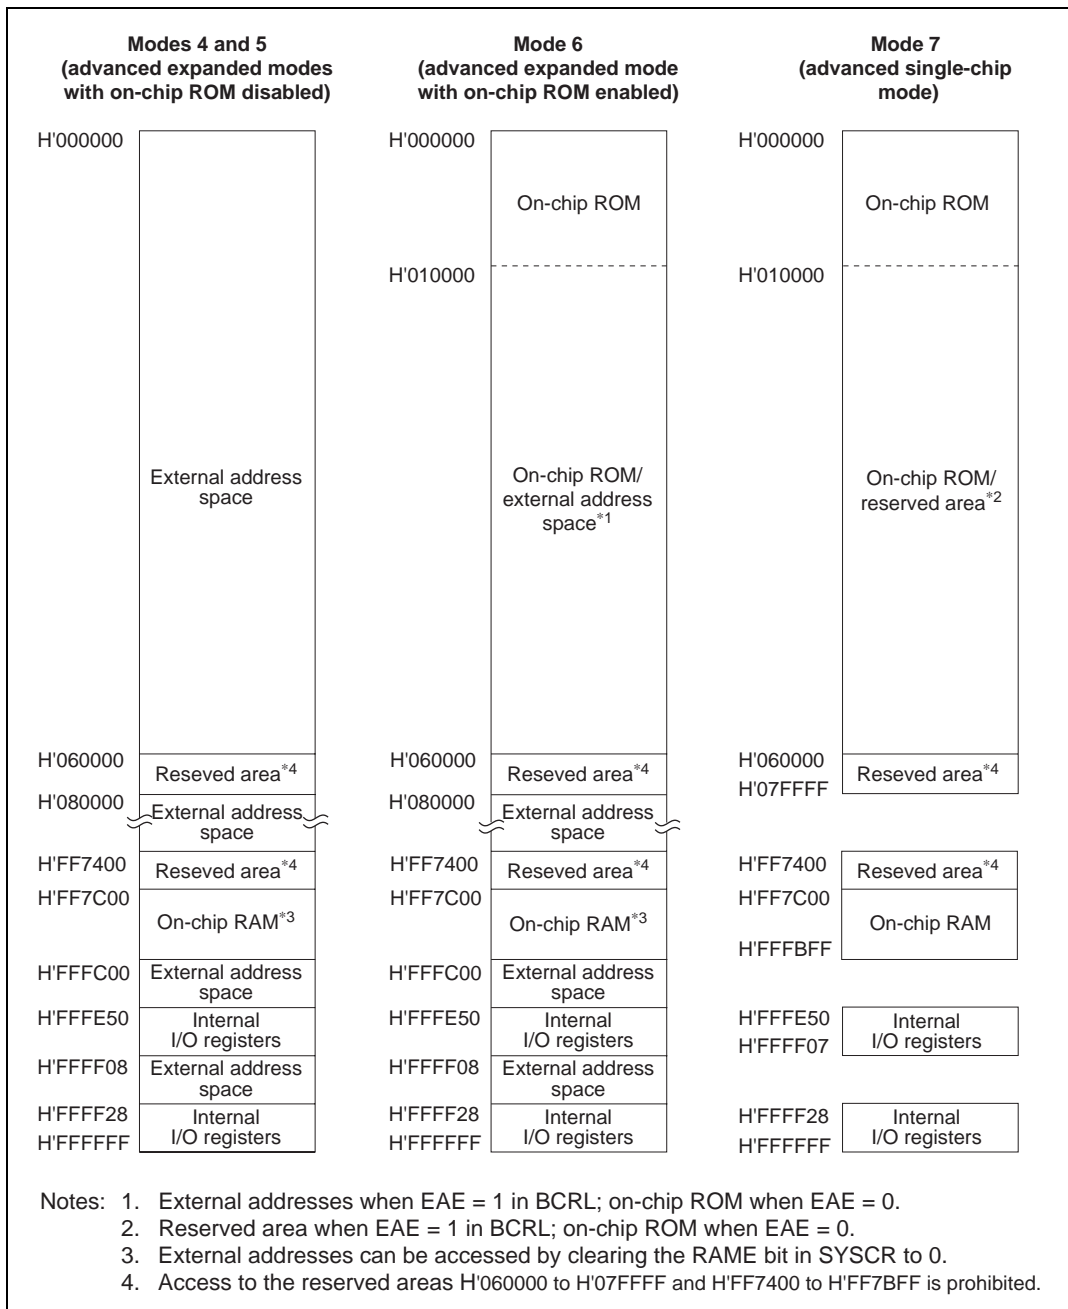 Modes 4 and 5
(advanced expanded modes
with on-chip ROM disabled)
H'000000
External address
space
H'060000
Reseved area*4
H'080000
External address
space
H'FF7400
Reseved area*4
H'FF7C00
On-chip RAM*3
H'FFFC00
External address
space
H'FFFE50
Internal
I/O registers
H'FFFF08
External address
space
H'FFFF28
Internal
I/O registers
H'FFFFFF
Mode 6
(advanced expanded mode
with on-chip ROM enabled)
H'000000
On-chip ROM
H'010000
On-chip ROM/
external address
space*1
H'060000
Reseved area*4
H'080000
External address
space
H'FF7400
Reseved area*4
H'FF7C00
On-chip RAM*3
H'FFFC00
External address
space
H'FFFE50
Internal
I/O registers
H'FFFF08
External address
space
H'FFFF28
Internal
I/O registers
H'FFFFFF
Mode 7
(advanced single-chip
mode)
H'000000
On-chip ROM
H'010000
On-chip ROM/
reserved area*2
H'060000
Reseved area*4
H'07FFFF
H'FF7400
Reseved area*4
H'FF7C00
On-chip RAM
H'FFFBFF
H'FFFE50
Internal
I/O registers
H'FFFF07
H'FFFF28
Internal
I/O registers
H'FFFFFF
Notes: 1. External addresses when EAE = 1 in BCRL; on-chip ROM when EAE = 0.
2. Reserved area when EAE = 1 in BCRL; on-chip ROM when EAE = 0.
3. External addresses can be accessed by clearing the RAME bit in SYSCR to 0.
4. Access to the reserved areas H'060000 to H'07FFFF and H'FF7400 to H'FF7BFF is prohibited.